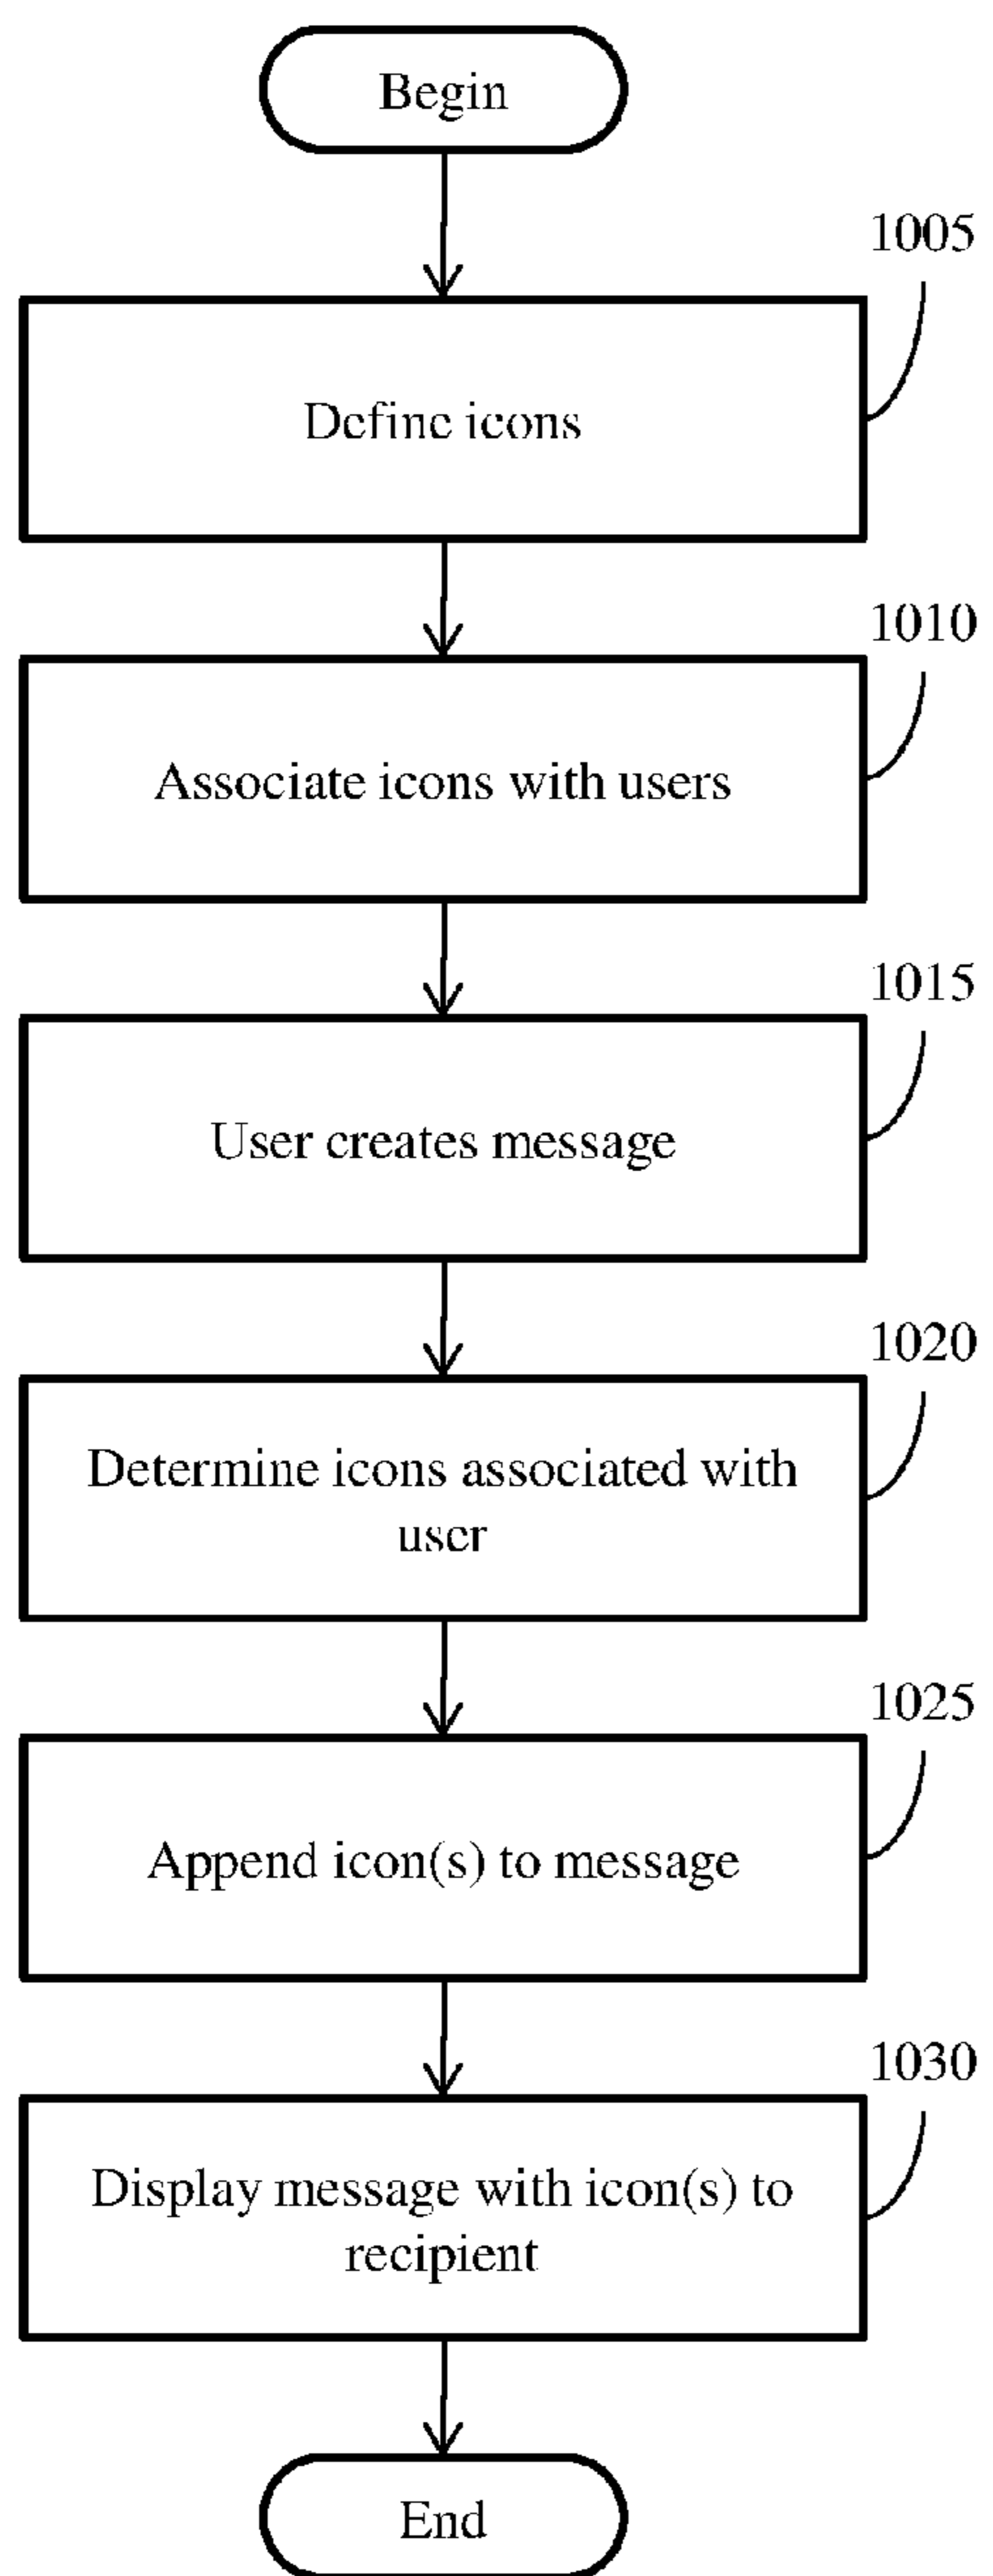 Begin
1005
Define icons
1010
Associate icons with users
1015
User creates message
1020
Determine icons associated with
user
1025
Append icon(s) to message
1030
Display message with icon(s) to
recipient
End